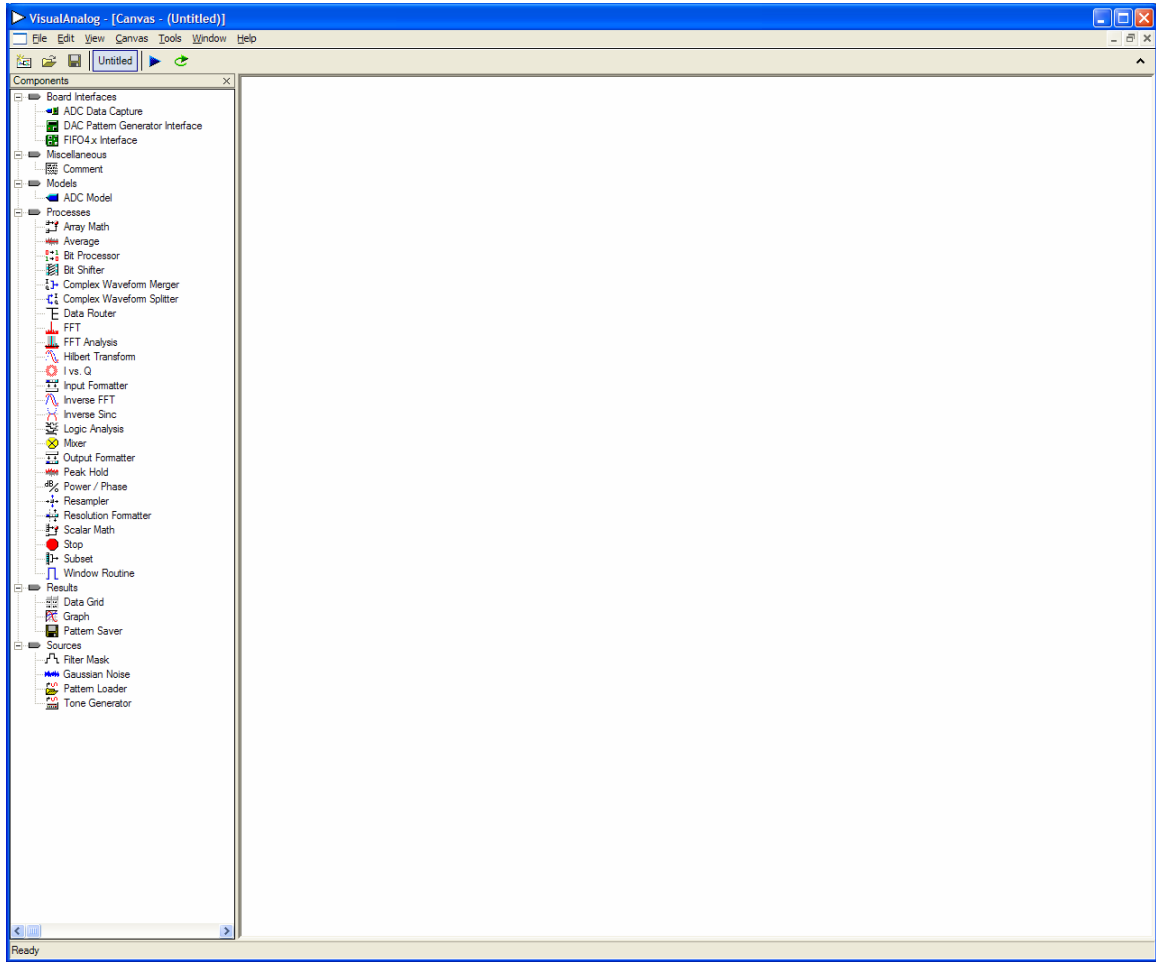 VisualAnalog - [Canvas - (Untitled)]
File Edit View Canvas Tools Window Help
Untitled
Components
Board Interfaces
ADC Data Capture
DAC Pattern Generator Interface
FIFO4.x Interface
Miscellaneous
Comment
Models
ADC Model
Processes
Array Math
Average
Bit Processor
Bit Shifter
Complex Waveform Merger
Complex Waveform Splitter
Data Router
FFT
FFT Analysis
Hilbert Transform
I vs. Q
Input Formatter
Inverse FFT
Inverse Sinc
Logic Analysis
Mixer
Output Formatter
Peak Hold
Power / Phase
Resampler
Resolution Formatter
Scalar Math
Stop
Subset
Window Routine
Results
Data Grid
Graph
Pattern Saver
Sources
Filter Mask
Gaussian Noise
Pattern Loader
Tone Generator
Ready